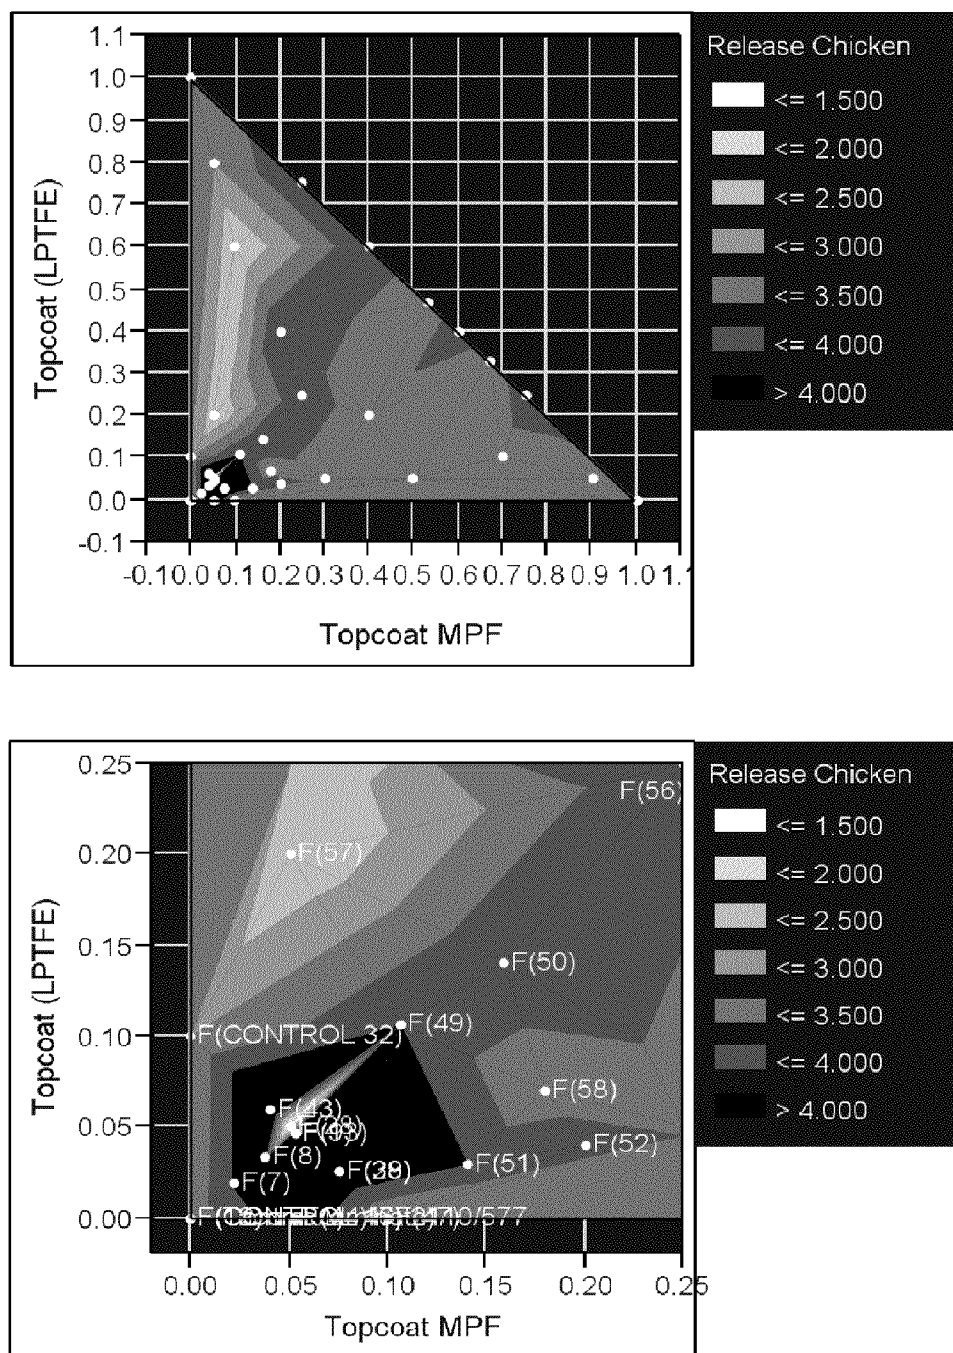 Release Chicken
<= 1.500
<= 2.000
<= 2.500
<= 3.000
<= 3.500
<= 4.000
> 4.000
Topcoat (LPTFE)
1.1
1.0
0.9
0.8
0.7
0.6
0.5
0.4
0.3
0.2
0.1
0.0
-0.1
-0.1 0.0 0.1 0.2 0.3 0.4 0.5 0.6 0.7 0.8 0.9 1.0 1.1
Topcoat MPF
Release Chicken
<= 1.500
<= 2.000
<= 2.500
<= 3.000
<= 3.500
<= 4.000
> 4.000
Topcoat (LPTFE)
0.25
0.20
0.15
0.10
0.05
0.00
F(56)
F(57)
F(50)
F(CONTROL 32)
F(49)
F(58)
F(43)
F(8)
F(52)
F(51)
F(7)
0.00 0.05 0.10 0.15 0.20 0.25
Topcoat MPF